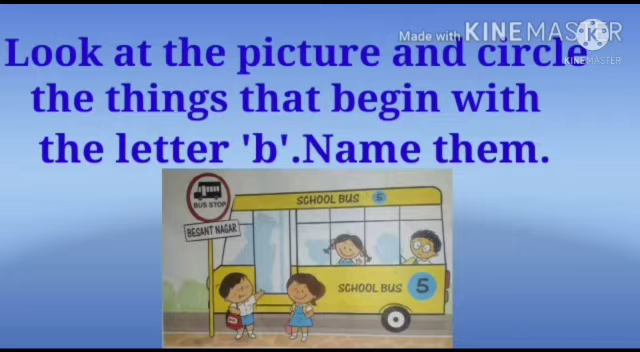 Made with KINEMASTER
Look at the picture and circle
KINEMASTER
the things that begin with
the letter 'b'.Name them.
SCHOOL BUS 5
BUS STOP
BESANT NAGAR
SCHOOL BUS 5